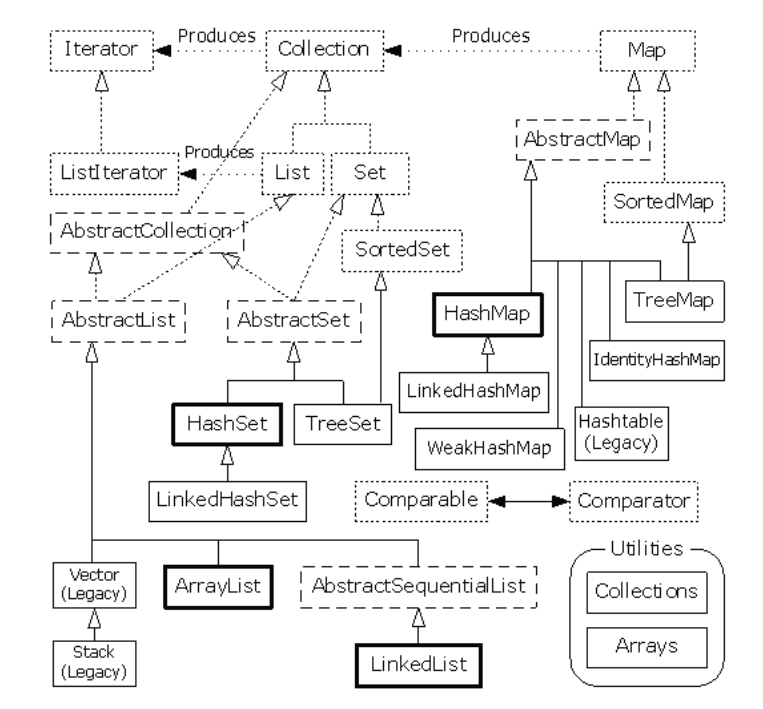 Iterator
Produces
Collection
Produces
Map
AbstractMap
ListIterator
Produces
List
Set
SortedMap
AbstractCollection
SortedSet
AbstractList
AbstractSet
HashMap
TreeMap
IdentityHashMap
LinkedHashMap
HashSet
TreeSet
Hashtable
(Legacy)
WeakHashMap
LinkedHashSet
Comparable
Comparator
Utilities
Vector
(Legacy)
ArrayList
AbstractSequentialList
Collections
Stack
(Legacy)
LinkedList
Arrays